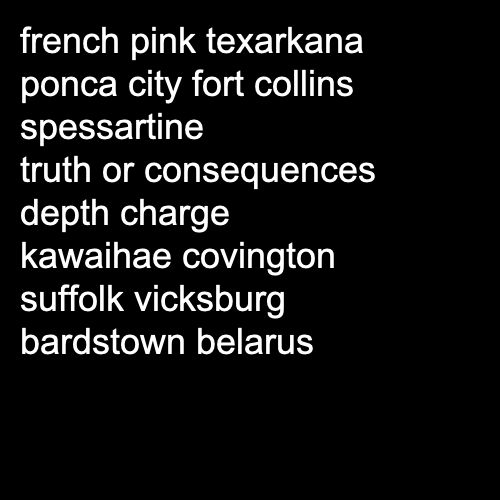 french pink texarkana
ponca city fort collins
spessartine
truth or consequences
depth charge
kawaihae covington
suffolk vicksburg
bardstown belarus